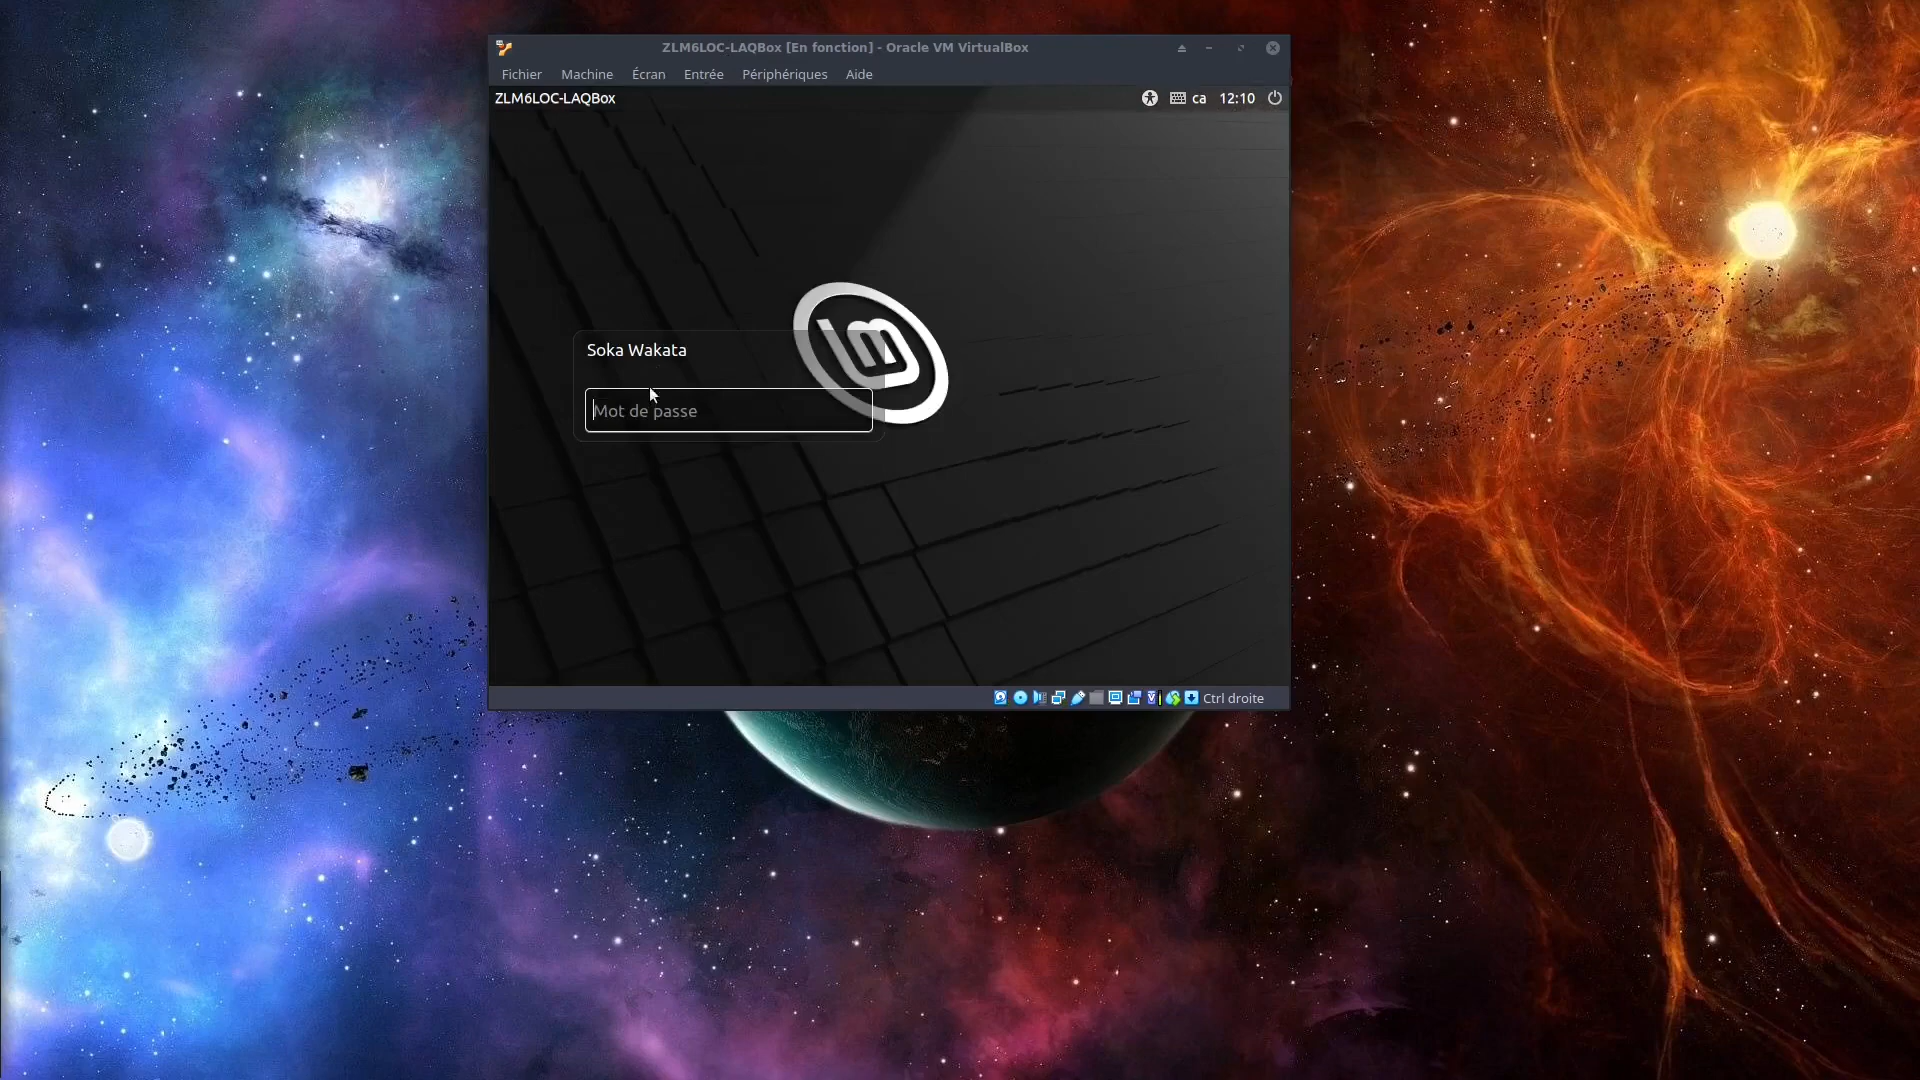 ZLM6LOC-LAQBox [En fonction] - Oracle VM VirtualBox
Fichier Machine Écran Entrée Périphériques Aide
ZLM6LOC-LAQBox ca 12:10
Soka Wakata
Mot de passe
Ctrl droite